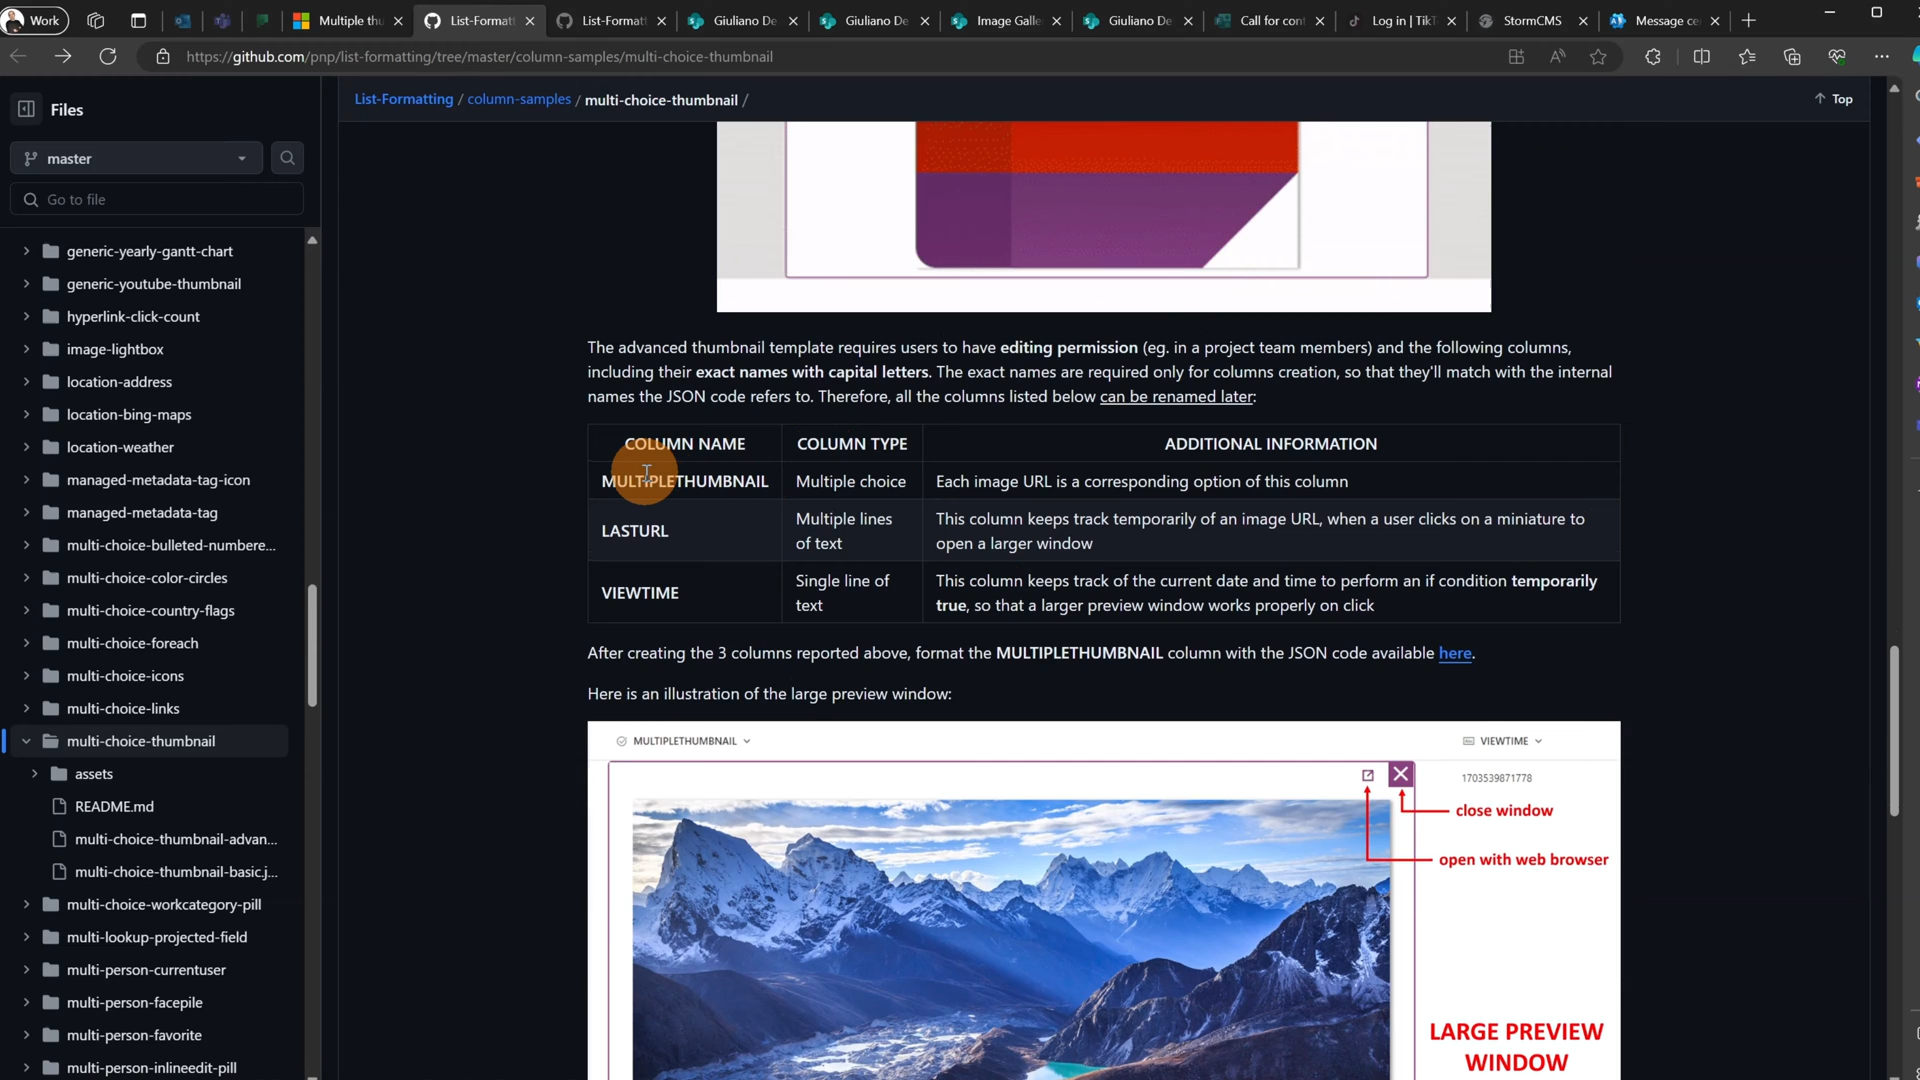 Work
Multiple thu
List-Formatt
List-Formatt
Giuliano De
Giuliano De
Image Galle
Giuliano De
Call for cont
Log in | TikT
StormCMS
Message ce
https://github.com/pnp/list-formatting/tree/master/column-samples/multi-choice-thumbnail
Files
List-Formatting / column-samples / multi-choice-thumbnail /
Top
master
Go to file
generic-yearly-gantt-chart
generic-youtube-thumbnail
hyperlink-click-count
image-lightbox
location-address
location-bing-maps
location-weather
managed-metadata-tag-icon
managed-metadata-tag
multi-choice-bulleted-numbere...
multi-choice-color-circles
multi-choice-country-flags
multi-choice-foreach
multi-choice-icons
multi-choice-links
multi-choice-thumbnail
assets
README.md
multi-choice-thumbnail-advan...
multi-choice-thumbnail-basic.j...
multi-choice-workcategory-pill
multi-lookup-projected-field
multi-person-currentuser
multi-person-facepile
multi-person-favorite
multi-person-inlineedit-pill
The advanced thumbnail template requires users to have editing permission (eg. in a project team members) and the following columns,
including their exact names with capital letters. The exact names are required only for columns creation, so that they'll match with the internal
names the JSON code refers to. Therefore, all the columns listed below can be renamed later:
COLUMN NAME COLUMN TYPE ADDITIONAL INFORMATION
MULTIPLETHUMBNAIL Multiple choice Each image URL is a corresponding option of this column
LASTURL
Multiple lines
of text
This column keeps track temporarily of an image URL, when a user clicks on a miniature to
open a larger window
VIEWTIME
Single line of
text
This column keeps track of the current date and time to perform an if condition temporarily
true, so that a larger preview window works properly on click
After creating the 3 columns reported above, format the MULTIPLETHUMBNAIL column with the JSON code available here.
Here is an illustration of the large preview window:
MULTIPLETHUMBNAIL
VIEWTIME
1703539871778
close window
open with web browser
LARGE PREVIEW
WINDOW